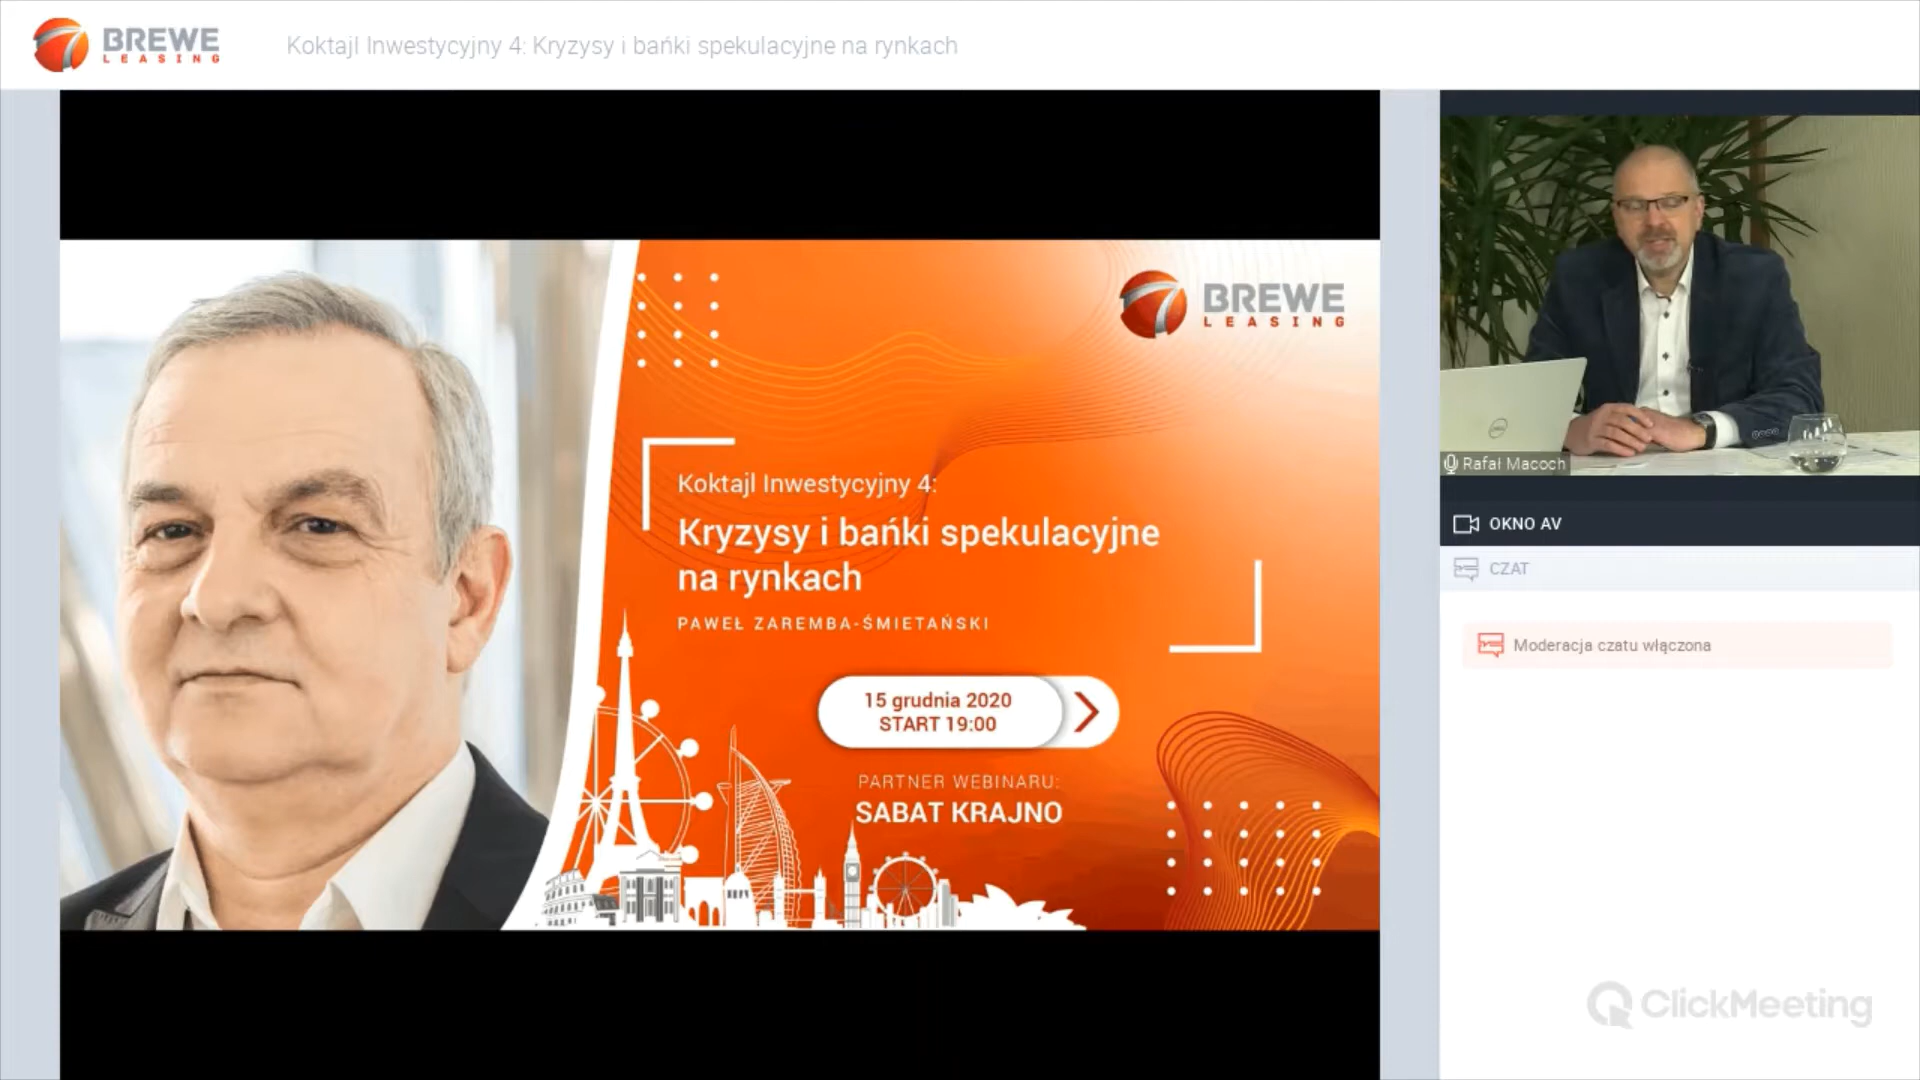 BREWE
LEASING
Koktajl Inwestycyjny 4: Kryzysy i bańki spekulacyjne na rynkach
BREWE
LEASING
Koktajl Inwestycyjny 4:
Kryzysy i bańki spekulacyjne
na rynkach
PAWEŁ ZAREMBA-ŚMIETAŃSKI
15 grudnia 2020
START 19:00
PARTNER WEBINARU:
SABAT KRAJNO
DELL
Rafał Macoch
OKNO AV
CZAT
Moderacja czatu włączona
ClickMeeting